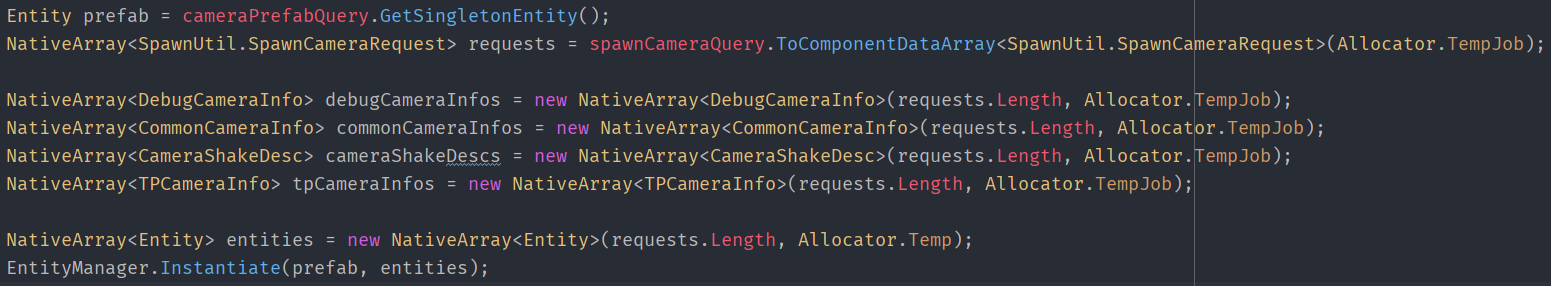 Entity prefab = cameraPrefabQuery.GetSingletonEntity();
NativeArray<SpawnUtil.SpawnCameraRequest> requests = spawnCameraQuery.ToComponentDataArray<SpawnUtil.SpawnCameraRequest>(Allocator.TempJob);
NativeArray<DebugCameraInfo> debugCameraInfos = new NativeArray<DebugCameraInfo>(requests.Length, Allocator.TempJob);
NativeArray<CommonCameraInfo> commonCameraInfos = new NativeArray<CommonCameraInfo>(requests.Length, Allocator.TempJob);
NativeArray<CameraShakeDesc> cameraShakeDescs = new NativeArray<CameraShakeDesc>(requests.Length, Allocator.TempJob);
NativeArray<TPCameraInfo> tpCameraInfos = new NativeArray<TPCameraInfo>(requests.Length, Allocator.TempJob);
NativeArray<Entity> entities = new NativeArray<Entity>(requests.Length, Allocator.Temp);
EntityManager.Instantiate(prefab, entities);